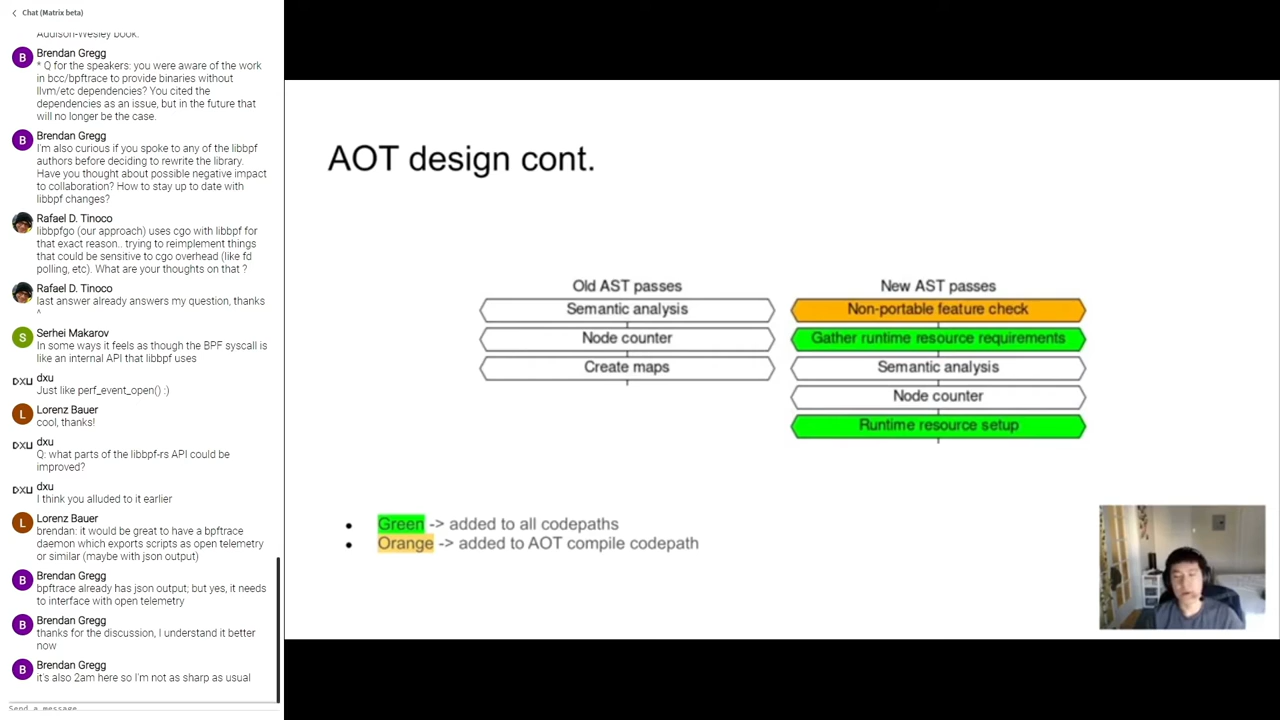 Chat (Matrix beta)
Addison-Wesley book.
B
Brendan Gregg
* Q for the speakers: you were aware of the work
in bcc/bpftrace to provide binaries without
llvm/etc dependencies? You cited the
dependencies as an issue, but in the future that
will no longer be the case.
B
Brendan Gregg
I'm also curious if you spoke to any of the libbpf
authors before deciding to rewrite the library.
Have you thought about possible negative impact
to collaboration? How to stay up to date with
libbpf changes?
Rafael D. Tinoco
libbpfgo (our approach) uses cgo with libbpf for
that exact reason.. trying to reimplement things
that could be sensitive to cgo overhead (like fd
polling, etc). What are your thoughts on that ?
Rafael D. Tinoco
last answer already answers my question, thanks
^
S
Serhei Makarov
In some ways it feels as though the BPF syscall is
like an internal API that libbpf uses
DXU
dxu
Just like perf_event_open() :)
L
Lorenz Bauer
cool, thanks!
DXU
dxu
Q: what parts of the libbpf-rs API could be
improved?
DXU
dxu
I think you alluded to it earlier
L
Lorenz Bauer
brendan: it would be great to have a bpftrace
daemon which exports scripts as open telemetry
or similar (maybe with json output)
B
Brendan Gregg
bpftrace already has json output; but yes, it needs
to interface with open telemetry
B
Brendan Gregg
thanks for the discussion, I understand it better
now
B
Brendan Gregg
it's also 2am here so I'm not as sharp as usual
Send a message
AOT design cont.
Old AST passes
Semantic analysis
Node counter
Create maps
New AST passes
Non-portable feature check
Gather runtime resource requirements
Semantic analysis
Node counter
Runtime resource setup
• Green -> added to all codepaths
• Orange -> added to AOT compile codepath